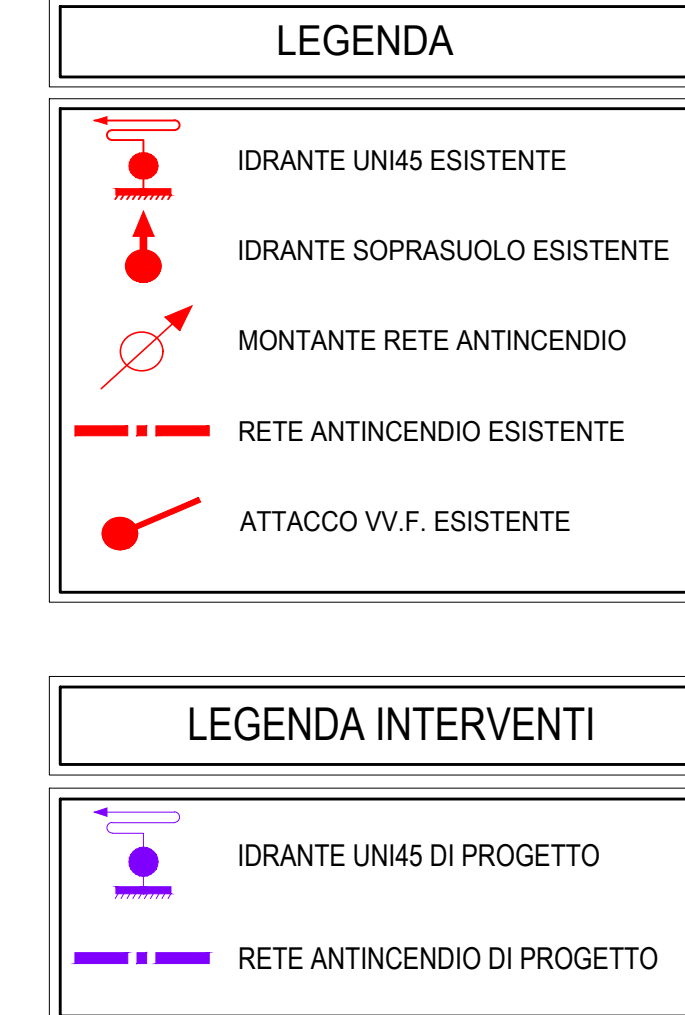 LEGENDA
IDRANTE UNI45 ESISTENTE
IDRANTE SOPRASUOLO ESISTENTE
MONTANTE RETE ANTINCENDIO
RETE ANTINCENDIO ESISTENTE
ATTACCO VV.F. ESISTENTE
LEGENDA INTERVENTI
IDRANTE UNI45 DI PROGETTO
RETE ANTINCENDIO DI PROGETTO